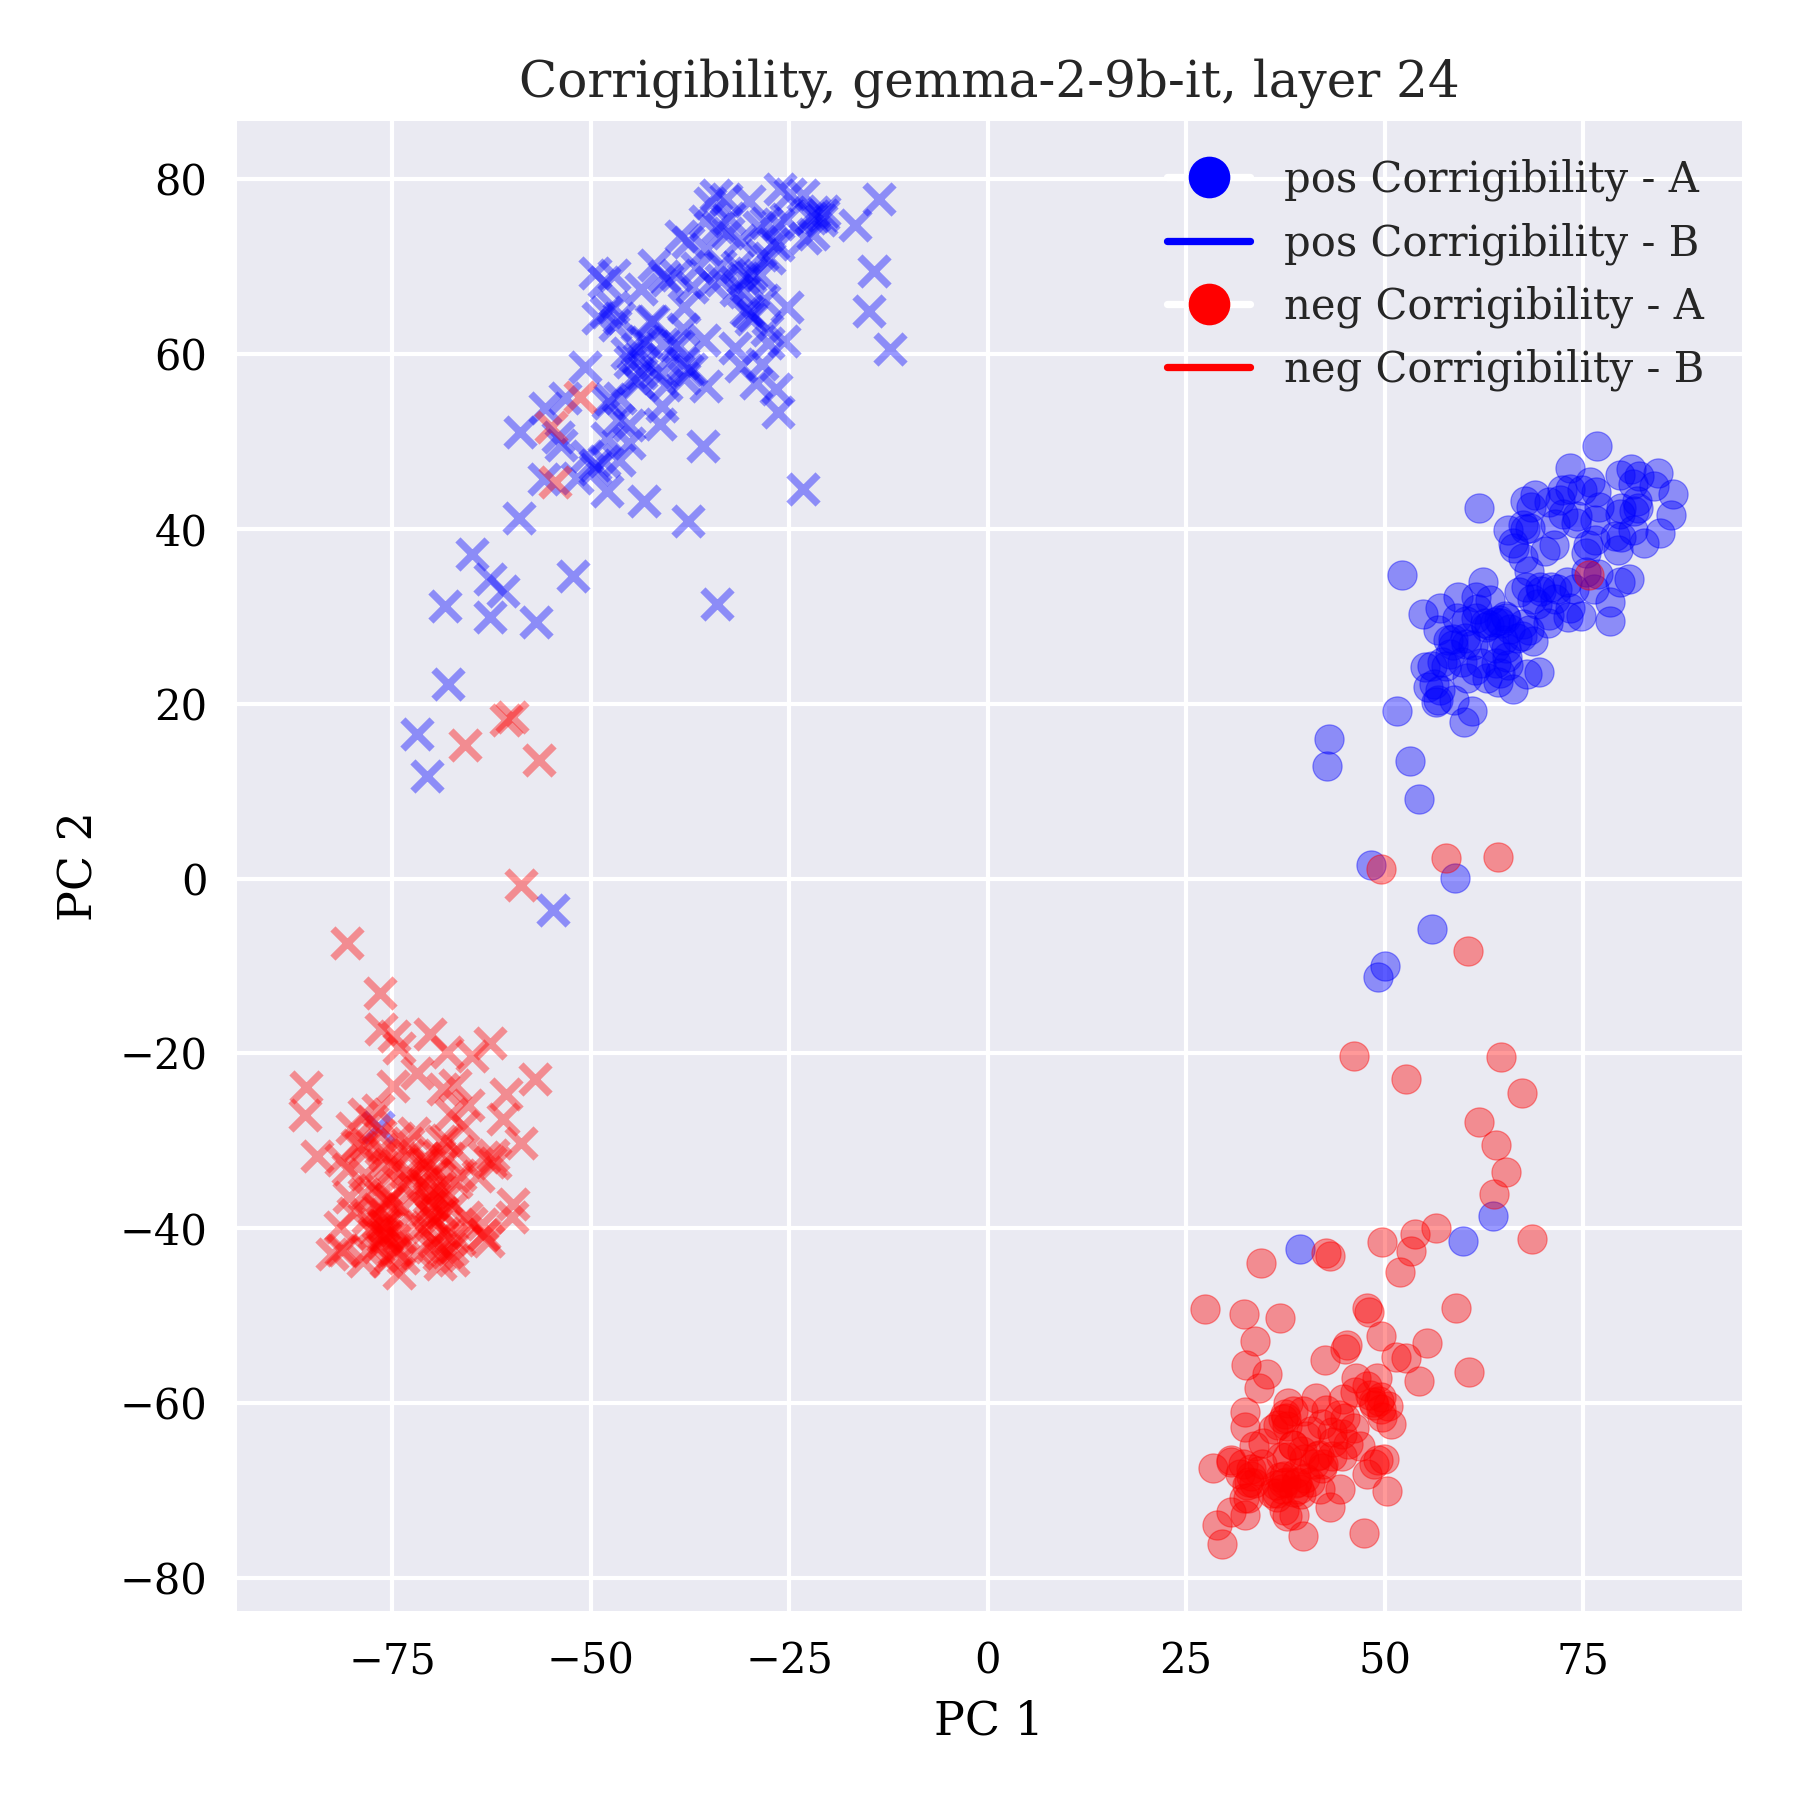 Corrigibility, gemma-2-9b-it, layer 24
pos Corrigibility - A
pos Corrigibility - B
neg Corrigibility - A
neg Corrigibility - B
PC 2
80
60
40
20
0
−20
−40
−60
−80
−75 −50 −25 0 25 50 75
PC 1